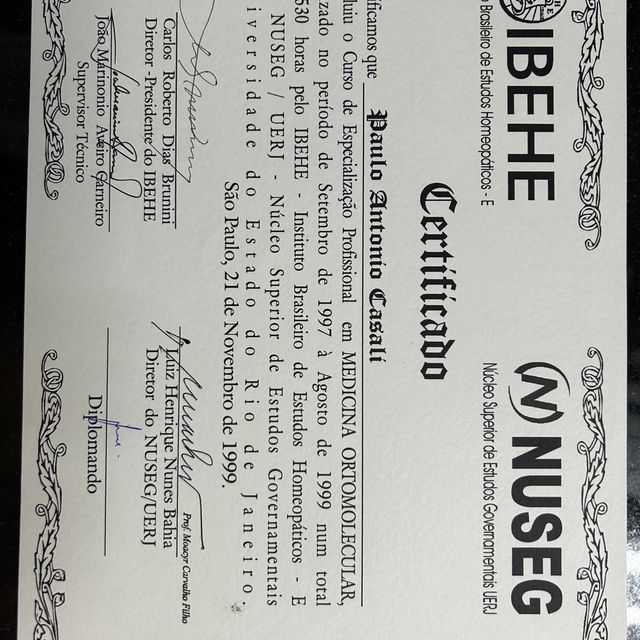 IBEHE
Brasileiro de Estudos Homeopáticos - E
NUSEG
Núcleo Superior de Estudos Governamentais UERJ
Certificado
ificamos que Paulo Antonio Casali
luiu o Curso de Especialização Profissional em MEDICINA ORTOMOLECULAR,
zado no período de Setembro de 1997 à Agosto de 1999 num total
530 horas pelo IBEHE - Instituto Brasileiro de Estudos Homeopáticos - E
NUSEG / UERJ - Núcleo Superior de Estudos Governamentais
iversidade do Estado do Rio de Janeiro.
São Paulo, 21 de Novembro de 1999.
Carlos Roberto Dias Brunini
Diretor -Presidente do IBEHE
Prof. Moacyr Carvalho Filho
Luiz Henrique Nunes Bahia
Diretor do NUSEG/UERJ
João Marinonio Aveiro Carneiro
Supervisor Técnico
Diplomando